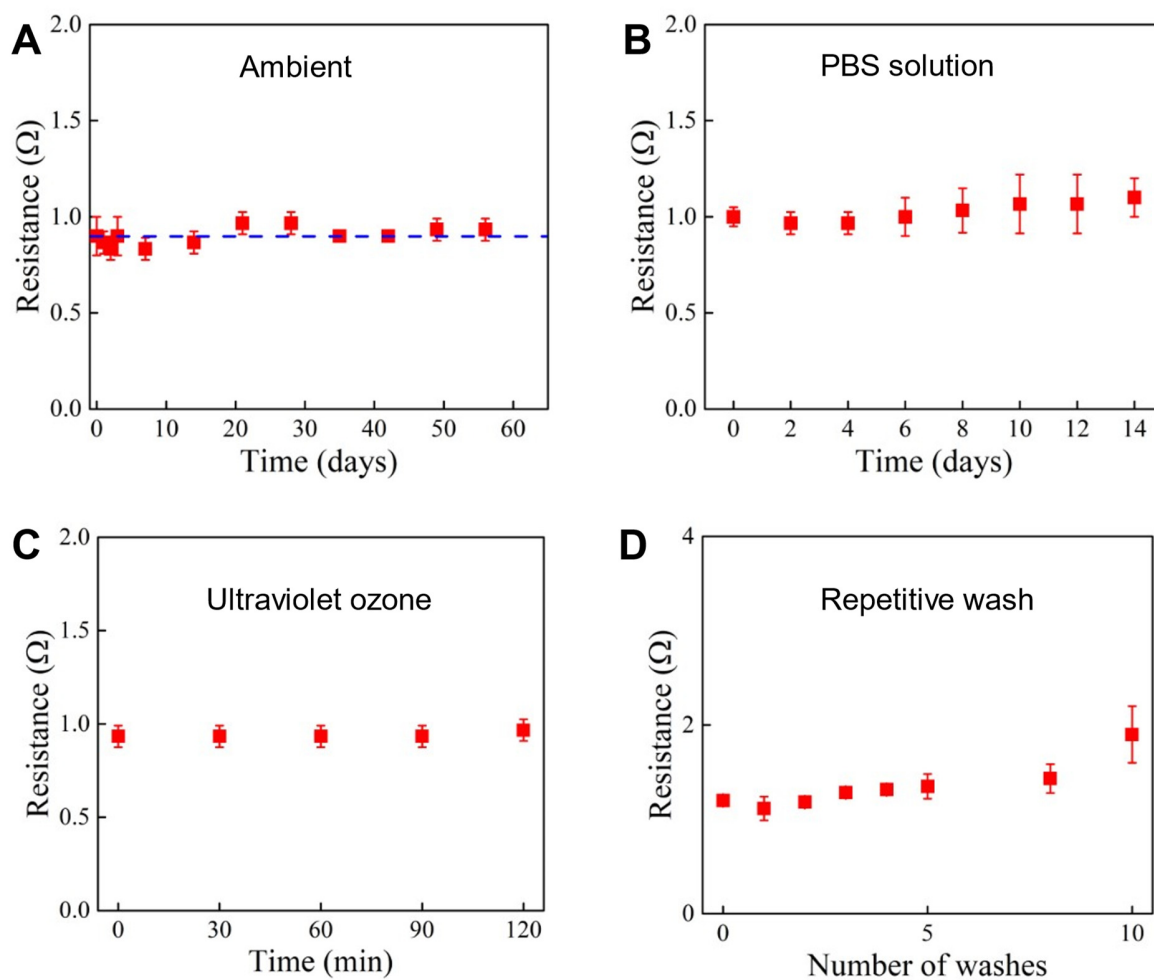 A
Ambient
2.0
1.5
1.0
0.5
0.0
Resistance (Ω)
0 10 20 30 40 50 60
Time (days)
B
PBS solution
2.0
1.5
1.0
0.5
0.0
Resistance (Ω)
0 2 4 6 8 10 12 14
Time (days)
C
Ultraviolet ozone
2.0
1.5
1.0
0.5
0.0
Resistance (Ω)
0 30 60 90 120
Time (min)
D
Repetitive wash
4
2
0
Resistance (Ω)
0 5 10
Number of washes